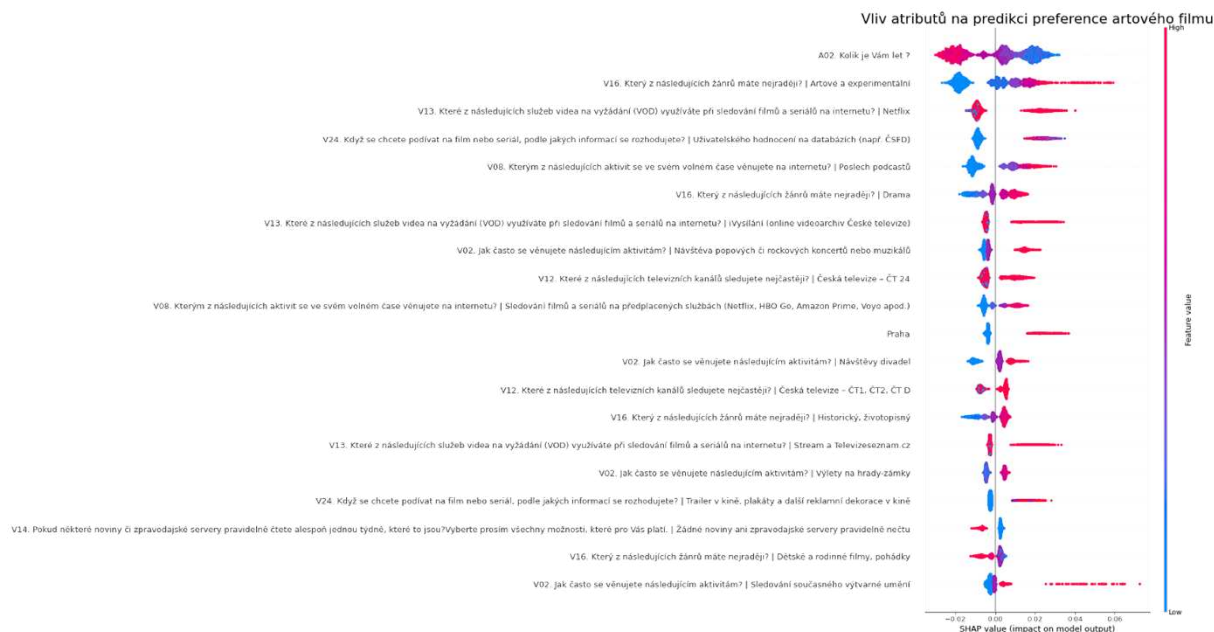 Vliv atributů na predikci preference artového filmu
High
A02. Kolik je Vám let ?
V16. Který z následujících žánrů máte nejraději? | Artové a experimentální
V13. Které z následujících služeb videa na vyžádání (VOD) využíváte při sledování filmů a seriálů na internetu? | Netflix
V24. Když se chcete podívat na film nebo seriál, podle jakých informací se rozhodujete? | Uživatelského hodnocení na databázích (např. ČSFD)
V08. Kterým z následujících aktivit se ve svém volném čase věnujete na internetu? | Poslech podcastů
V16. Který z následujících žánrů máte nejraději? | Drama
V13. Které z následujících služeb videa na vyžádání (VOD) využíváte při sledování filmů a seriálů na internetu? | iVysílání (online videoarchiv České televize)
V02. Jak často se věnujete následujícím aktivitám? | Návštěva popových či rockových koncertů nebo muzikálů
V12. Které z následujících televizních kanálů sledujete nejčastěji? | Česká televize – ČT 24
V08. Kterým z následujících aktivit se ve svém volném čase věnujete na internetu? | Sledování filmů a seriálů na předplacených službách (Netflix, HBO Go, Amazon Prime, Voyo apod.)
Praha
V02. Jak často se věnujete následujícím aktivitám? | Návštěvy divadel
V12. Které z následujících televizních kanálů sledujete nejčastěji? | Česká televize – ČT1, ČT2, ČT D
V16. Který z následujících žánrů máte nejraději? | Historický, životopisný
V13. Které z následujících služeb videa na vyžádání (VOD) využíváte při sledování filmů a seriálů na internetu? | Stream a Televizeseznam.cz
V02. Jak často se věnujete následujícím aktivitám? | Výlety na hrady-zámky
V24. Když se chcete podívat na film nebo seriál, podle jakých informací se rozhodujete? | Trailer v kině, plakáty a další reklamní dekorace v kině
V14. Pokud některé noviny či zpravodajské servery pravidelně čtete alespoň jednou týdně, které to jsou?Vyberte prosím všechny možnosti, které pro Vás platí. | Žádné noviny ani zpravodajské servery pravidelně nečtu
V16. Který z následujících žánrů máte nejraději? | Dětské a rodinné filmy, pohádky
V02. Jak často se věnujete následujícím aktivitám? | Sledování současného výtvarné umění
Feature value
Low
−0.02 0.00 0.02 0.04 0.06
SHAP value (impact on model output)